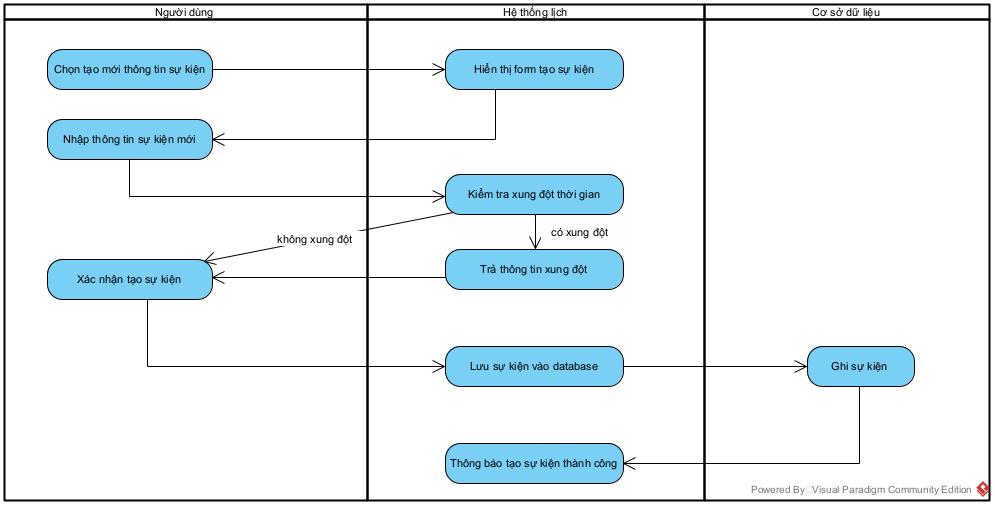 Người dùng
Hệ thống lịch
Cơ sở dữ liệu
Chọn tạo mới thông tin sự kiện
Hiển thị form tạo sự kiện
Nhập thông tin sự kiện mới
Kiểm tra xung đột thời gian
không xung đột
có xung đột
Trả thông tin xung đột
Xác nhận tạo sự kiện
Lưu sự kiện vào database
Ghi sự kiện
Thông báo tạo sự kiện thành công
Powered By Visual Paradigm Community Edition